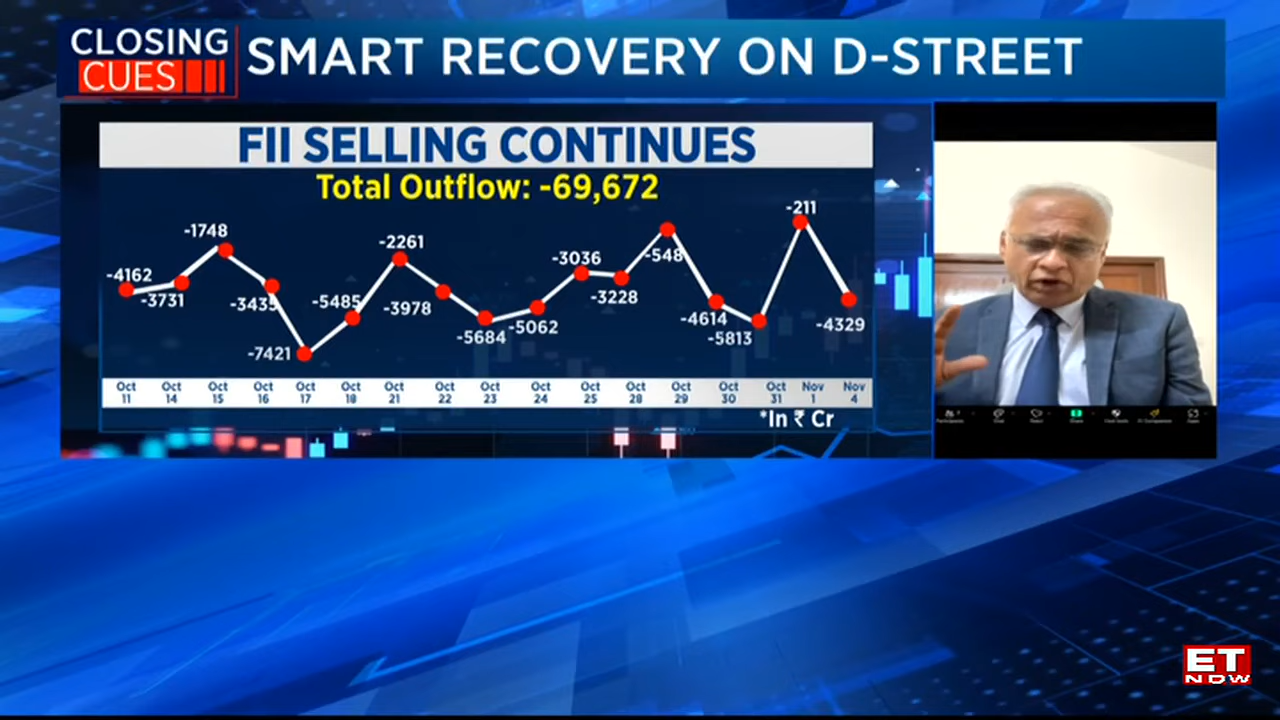 CLOSING
CUES
SMART RECOVERY ON D-STREET
FII SELLING CONTINUES
Total Outflow: -69,672
-4162
-3731
-1748
-3435
-7421
-5485
-2261
-3978
-5684
-5062
-3036
-3228
-548
-4614
-5813
-211
-4329
Oct Oct Oct Oct Oct Oct Oct Oct Oct Oct Oct Oct Oct Oct Oct Nov Nov
11 14 15 16 17 18 21 22 23 24 25 28 29 30 31 1 4
*In ₹ Cr
ET
NOW